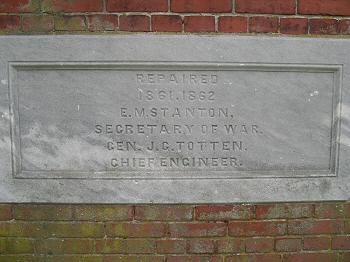 REPAIRED
1861.1862
E.M.STANTON,
SECRETARY OF WAR.
GEN. J.G.TOTTEN.
CHIEF ENGINEER.